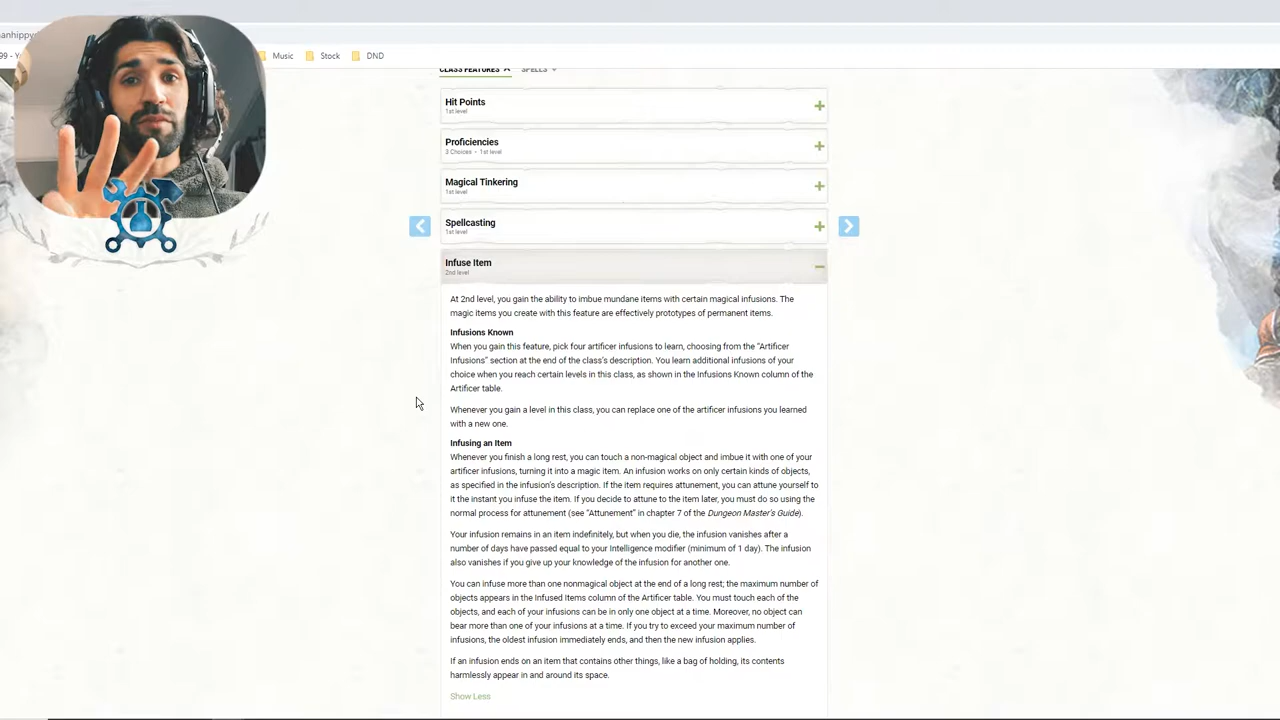 anhippy
99 - Y
Music
Stock
DND
CLASS FEATURES
SPELLS
Hit Points
1st level
Proficiencies
3 Choices • 1st level
Magical Tinkering
1st level
Spellcasting
1st level
Infuse Item
2nd level
At 2nd level, you gain the ability to imbue mundane items with certain magical infusions. The
magic items you create with this feature are effectively prototypes of permanent items.
Infusions Known
When you gain this feature, pick four artificer infusions to learn, choosing from the “Artificer
Infusions” section at the end of the class’s description. You learn additional infusions of your
choice when you reach certain levels in this class, as shown in the Infusions Known column of the
Artificer table.
Whenever you gain a level in this class, you can replace one of the artificer infusions you learned
with a new one.
Infusing an Item
Whenever you finish a long rest, you can touch a non-magical object and imbue it with one of your
artificer infusions, turning it into a magic item. An infusion works on only certain kinds of objects,
as specified in the infusion’s description. If the item requires attunement, you can attune yourself to
it the instant you infuse the item. If you decide to attune to the item later, you must do so using the
normal process for attunement (see “Attunement” in chapter 7 of the Dungeon Master’s Guide).
Your infusion remains in an item indefinitely, but when you die, the infusion vanishes after a
number of days have passed equal to your Intelligence modifier (minimum of 1 day). The infusion
also vanishes if you give up your knowledge of the infusion for another one.
You can infuse more than one nonmagical object at the end of a long rest; the maximum number of
objects appears in the Infused Items column of the Artificer table. You must touch each of the
objects, and each of your infusions can be in only one object at a time. Moreover, no object can
bear more than one of your infusions at a time. If you try to exceed your maximum number of
infusions, the oldest infusion immediately ends, and then the new infusion applies.
If an infusion ends on an item that contains other things, like a bag of holding, its contents
harmlessly appear in and around its space.
Show Less